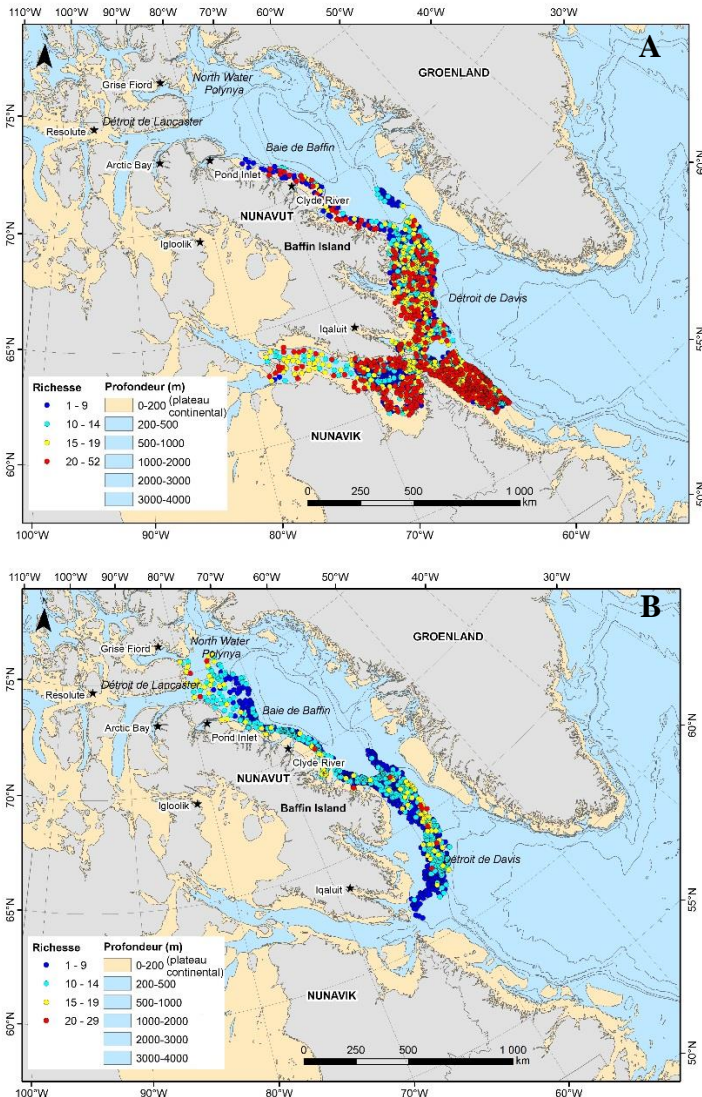 110°W 100°W 90°W 80°W 70°W 60°W 50°W 40°W 30°W
A
North Water
Polynya
GROENLAND
Grise Fiord
75°N
Détroit de Lancaster
Resolute
Baie de Baffin
60°N
Arctic Bay
Pond Inlet
Clyde River
NUNAVUT
70°N
Igloolik
Baffin Island
Détroit de Davis
Iqaluit
55°N
65°N
Richesse
1 - 9
10 - 14
15 - 19
20 - 52
Profondeur (m)
0-200 (plateau
continental)
200-500
500-1000
1000-2000
2000-3000
3000-4000
NUNAVIK
60°N
0 250 500 1 000
km
50°N
100°W 90°W 80°W 70°W 60°W
110°W 100°W 90°W 80°W 70°W 60°W 50°W 40°W 30°W
B
North Water
Polynya
GROENLAND
Grise Fiord
75°N
Détroit de Lancaster
Resolute
Baie de Baffin
60°N
Arctic Bay
Pond Inlet
Clyde River
NUNAVUT
70°N
Igloolik
Baffin Island
Détroit de Davis
Iqaluit
55°N
65°N
Richesse
1 - 9
10 - 14
15 - 19
20 - 29
Profondeur (m)
0-200 (plateau
continental)
200-500
500-1000
1000-2000
2000-3000
3000-4000
NUNAVIK
60°N
0 250 500 1 000
km
50°N
100°W 90°W 80°W 70°W 60°W